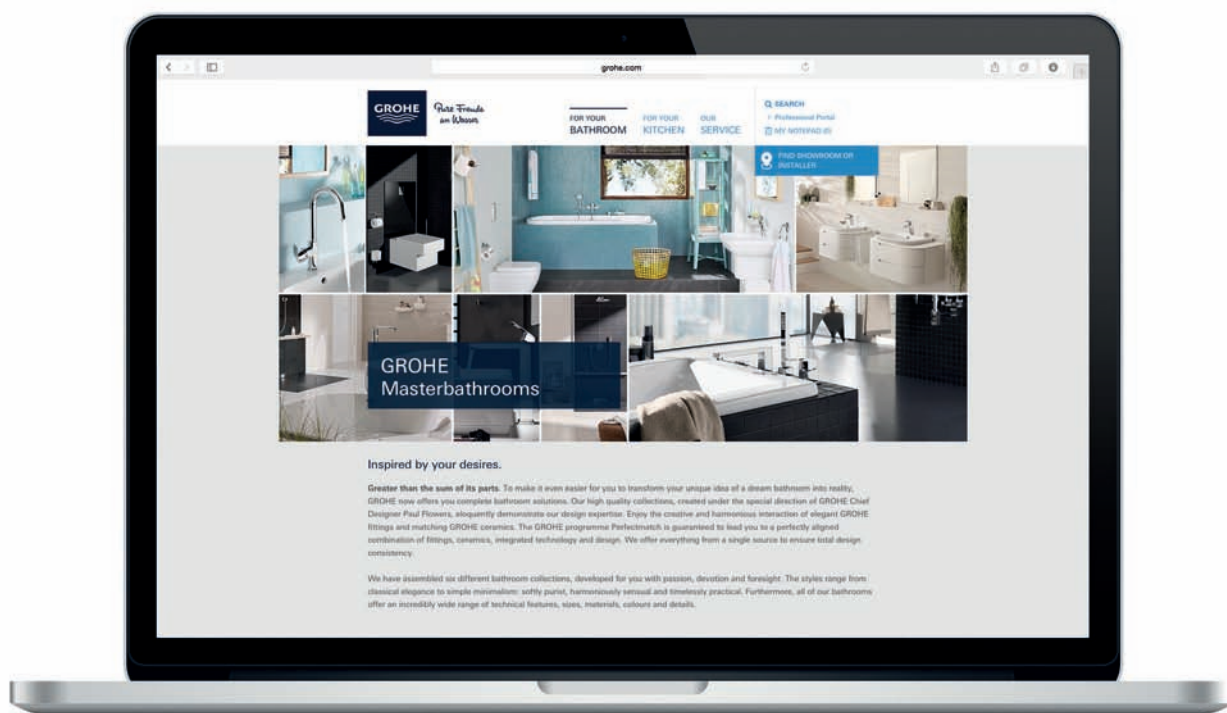 grohe.com
GROHE
Pure Freude
an Wasser
FOR YOUR
BATHROOM
FOR YOUR
KITCHEN
OUR
SERVICE
SEARCH
› Professional Portal
MY NOTEPAD (0)
FIND SHOWROOM OR
INSTALLER
GROHE
Masterbathrooms
Inspired by your desires.
Greater than the sum of its parts. To make it even easier for you to transform your unique idea of a dream bathroom into reality,
GROHE now offers you complete bathroom solutions. Our high quality collections, created under the special direction of GROHE Chief
Designer Paul Flowers, eloquently demonstrate our design expertise. Enjoy the creative and harmonious interaction of elegant GROHE
fittings and matching GROHE ceramics. The GROHE programme Perfectmatch is guaranteed to lead you to a perfectly aligned
combination of fittings, ceramics, integrated technology and design. We offer everything from a single source to ensure total design
consistency.
We have assembled six different bathroom collections, developed for you with passion, devotion and foresight. The styles range from
classical elegance to simple minimalism: softly purist, harmoniously sensual and timelessly practical. Furthermore, all of our bathrooms
offer an incredibly wide range of technical features, sizes, materials, colours and details.